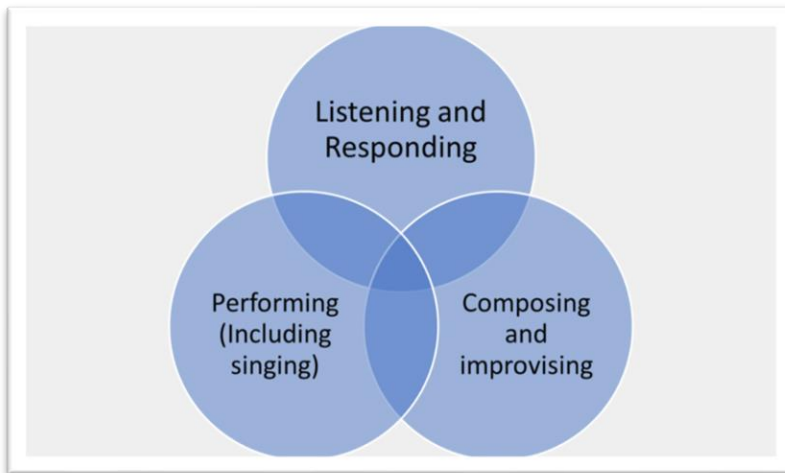 Listening and
Responding
Performing
(Including
singing)
Composing
and
improvising